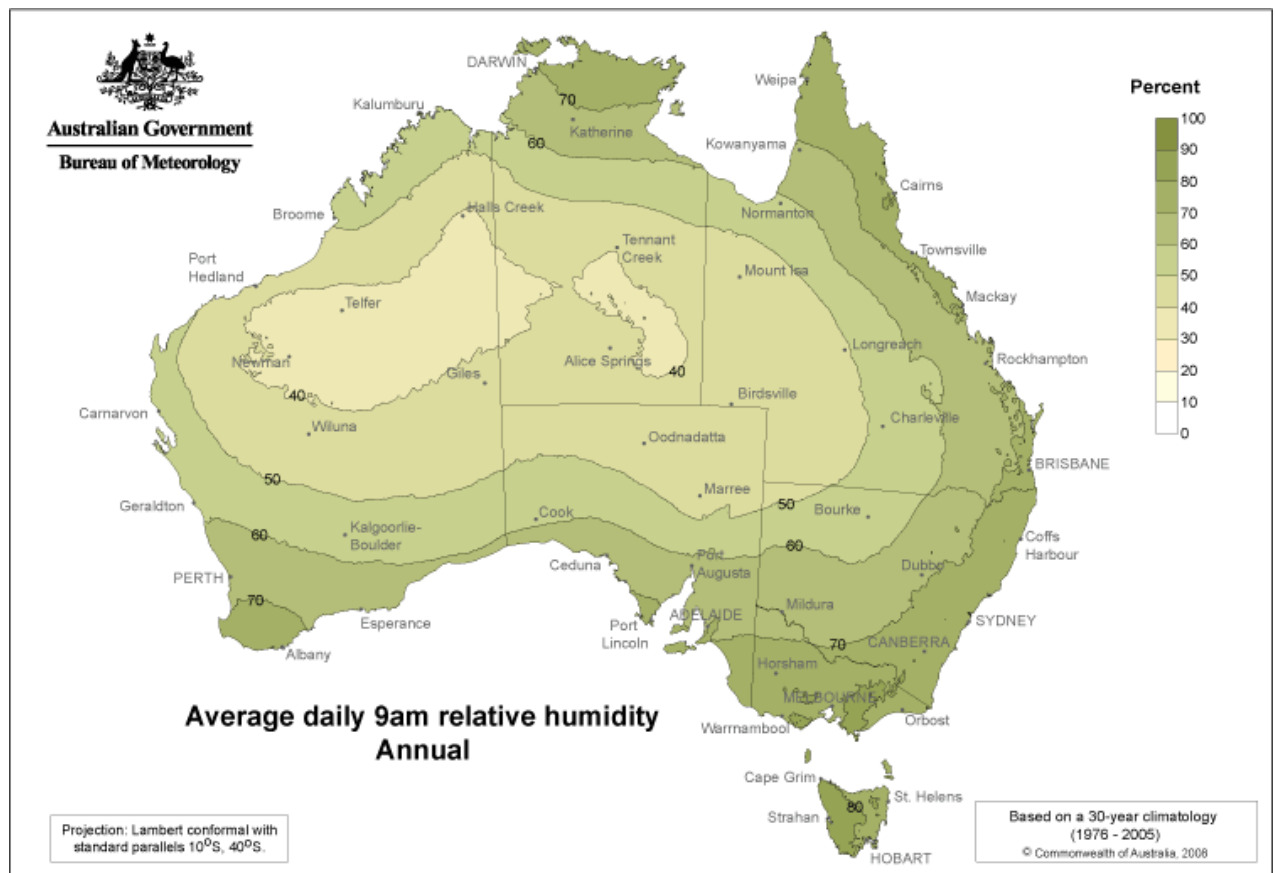 Australian Government
Bureau of Meteorology
DARWIN
Weipa
Percent
Kalumburu
70
Katherine
60
Kowanyama
100
90
80
70
60
50
40
30
20
10
0
Cairns
Broome
Halls Creek
Normanton
Tennant
Creek
Townsville
Port
Hedland
Mount Isa
Telfer
Mackay
Newman
Giles
Alice Springs
40
Longreach
Rockhampton
40
Birdsville
Carnarvon
Wiluna
Oodnadatta
Charleville
BRISBANE
50
Marree
Geraldton
Cook
50
Bourke
60
Kalgoorlie-
Boulder
60
Coffs
Harbour
PERTH
Ceduna
Port
Augusta
Dubbo
70
Esperance
Port
Lincoln
ADELAIDE
Mildura
SYDNEY
Albany
70
CANBERRA
Horsham
MELBOURNE
Average daily 9am relative humidity
Annual
Warrnambool
Orbost
Cape Grim
80
St. Helens
Strahan
HOBART
Projection: Lambert conformal with
standard parallels 10°S, 40°S.
Based on a 30-year climatology
(1976 - 2005)
© Commonwealth of Australia, 2008